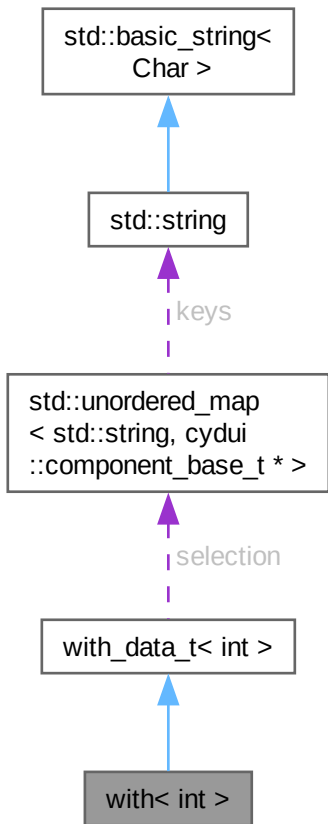 std::basic_string<
Char >
std::string
keys
std::unordered_map
< std::string, cydui
::component_base_t * >
selection
with_data_t< int >
with< int >